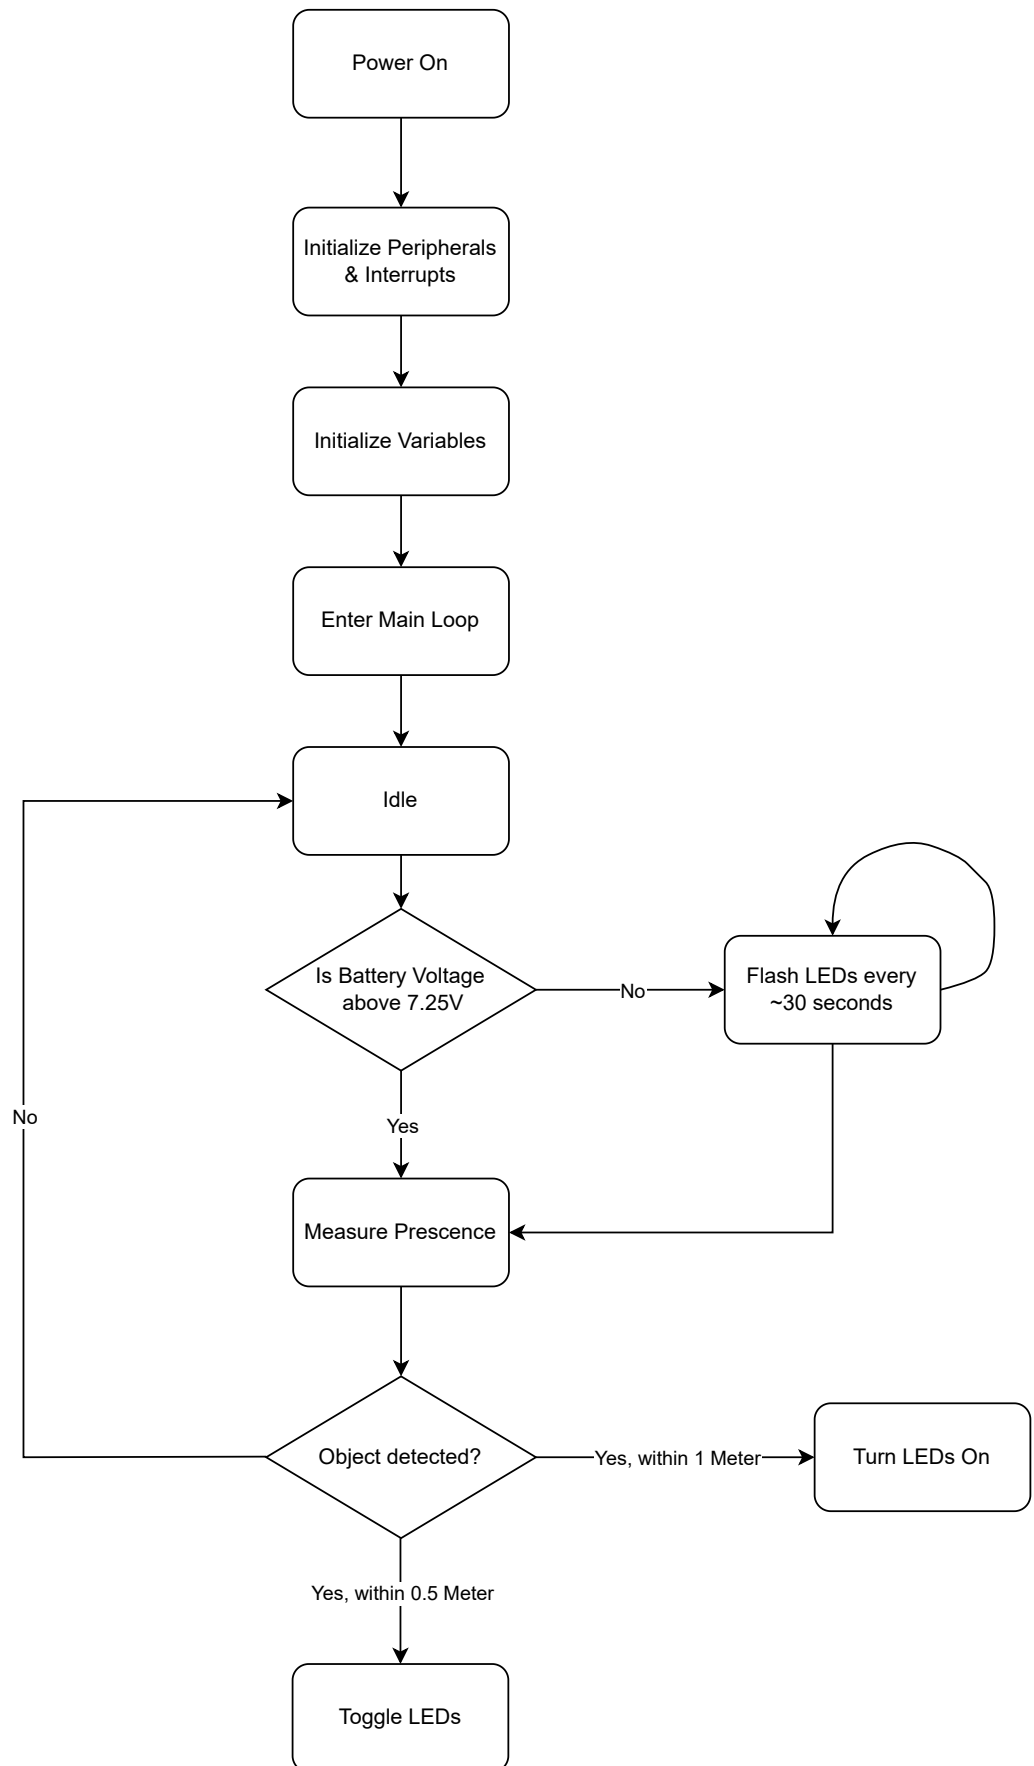 Power On
Initialize Peripherals
& Interrupts
Initialize Variables
Enter Main Loop
Idle
Is Battery Voltage
above 7.25V
No
Flash LEDs every
~30 seconds
No
Yes
Measure Prescence
Object detected?
Yes, within 1 Meter
Turn LEDs On
Yes, within 0.5 Meter
Toggle LEDs